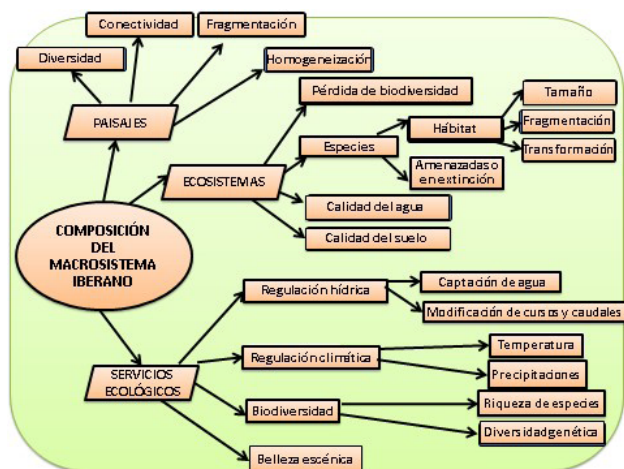 Conectividad
Fragmentación
Diversidad
Homogeneización
PAISAJES
Pérdida de biodiversidad
Tamaño
Especies
Hábitat
Fragmentación
Transformación
ECOSISTEMAS
Amenazadas o
en extinción
Calidad del agua
Calidad del suelo
COMPOSICIÓN
DEL
MACROSISTEMA
IBERANO
Regulación hídrica
Captación de agua
Modificación de cursos y caudales
Temperatura
Regulación climática
Precipitaciones
SERVICIOS
ECOLÓGICOS
Biodiversidad
Riqueza de especies
Diversidad genética
Belleza escénica